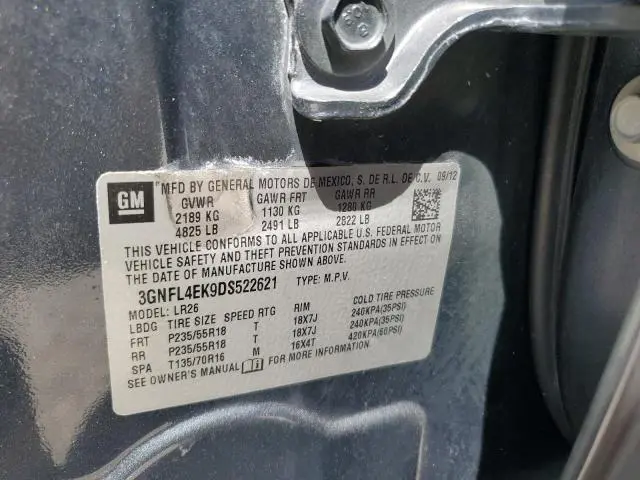 GM
MFD BY GENERAL MOTORS DE MEXICO, S. DE R.L. DE C.V. 09/12
GVWR GAWR FRT GAWR RR
2189 KG 1130 KG 1280 KG
4825 LB 2491 LB 2822 LB
THIS VEHICLE CONFORMS TO ALL APPLICABLE U.S. FEDERAL MOTOR
VEHICLE SAFETY AND THEFT PREVENTION STANDARDS IN EFFECT ON
THE DATE OF MANUFACTURE SHOWN ABOVE.
3GNFL4EK9DS522621 TYPE: M.P.V.
MODEL: LR26
LBDG TIRE SIZE SPEED RTG RIM COLD TIRE PRESSURE
FRT P235/55R18 T 18X7J 240KPA(35PSI)
RR P235/55R18 T 18X7J 240KPA(35PSI)
SPA T135/70R16 M 16X4T 420KPA(60PSI)
SEE OWNER'S MANUAL FOR MORE INFORMATION.